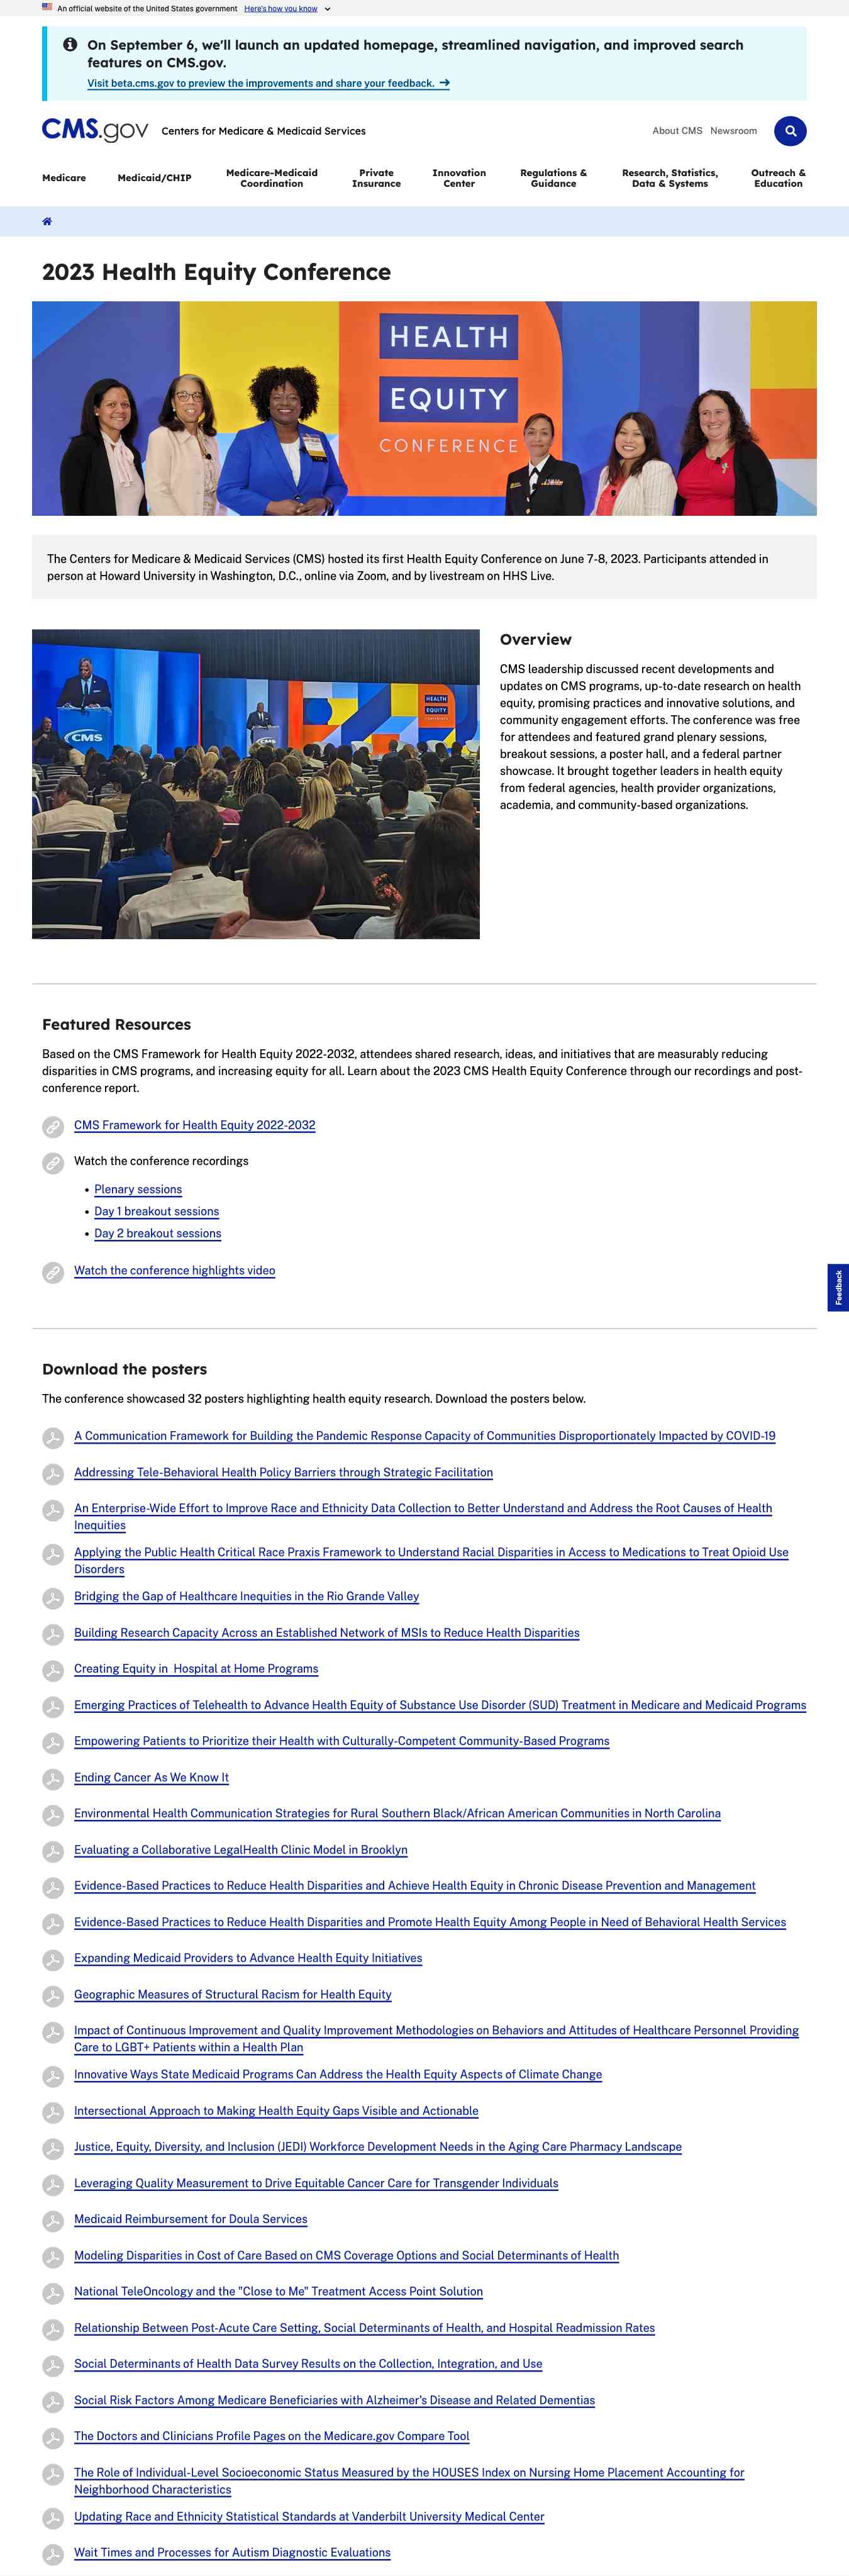 An official website of the United States government Here's how you know
On September 6, we'll launch an updated homepage, streamlined navigation, and improved search
features on CMS.gov.
Visit beta.cms.gov to preview the improvements and share your feedback.
CMS.gov Centers for Medicare & Medicaid Services
About CMS Newsroom
Medicare
Medicaid/CHIP
Medicare-Medicaid
Coordination
Private
Insurance
Innovation
Center
Regulations &
Guidance
Research, Statistics,
Data & Systems
Outreach &
Education
2023 Health Equity Conference
HEALTH
EQUITY
CONFERENCE
The Centers for Medicare & Medicaid Services (CMS) hosted its first Health Equity Conference on June 7-8, 2023. Participants attended in
person at Howard University in Washington, D.C., online via Zoom, and by livestream on HHS Live.
CMS
CMS
HEALTH
EQUITY
CONFERENCE
Overview
CMS leadership discussed recent developments and
updates on CMS programs, up-to-date research on health
equity, promising practices and innovative solutions, and
community engagement efforts. The conference was free
for attendees and featured grand plenary sessions,
breakout sessions, a poster hall, and a federal partner
showcase. It brought together leaders in health equity
from federal agencies, health provider organizations,
academia, and community-based organizations.
Featured Resources
Based on the CMS Framework for Health Equity 2022-2032, attendees shared research, ideas, and initiatives that are measurably reducing
disparities in CMS programs, and increasing equity for all. Learn about the 2023 CMS Health Equity Conference through our recordings and post-
conference report.
CMS Framework for Health Equity 2022-2032
Watch the conference recordings
• Plenary sessions
• Day 1 breakout sessions
• Day 2 breakout sessions
Watch the conference highlights video
Feedback
Download the posters
The conference showcased 32 posters highlighting health equity research. Download the posters below.
A Communication Framework for Building the Pandemic Response Capacity of Communities Disproportionately Impacted by COVID-19
Addressing Tele-Behavioral Health Policy Barriers through Strategic Facilitation
An Enterprise-Wide Effort to Improve Race and Ethnicity Data Collection to Better Understand and Address the Root Causes of Health
Inequities
Applying the Public Health Critical Race Praxis Framework to Understand Racial Disparities in Access to Medications to Treat Opioid Use
Disorders
Bridging the Gap of Healthcare Inequities in the Rio Grande Valley
Building Research Capacity Across an Established Network of MSIs to Reduce Health Disparities
Creating Equity in  Hospital at Home Programs
Emerging Practices of Telehealth to Advance Health Equity of Substance Use Disorder (SUD) Treatment in Medicare and Medicaid Programs
Empowering Patients to Prioritize their Health with Culturally-Competent Community-Based Programs
Ending Cancer As We Know It
Environmental Health Communication Strategies for Rural Southern Black/African American Communities in North Carolina
Evaluating a Collaborative LegalHealth Clinic Model in Brooklyn
Evidence-Based Practices to Reduce Health Disparities and Achieve Health Equity in Chronic Disease Prevention and Management
Evidence-Based Practices to Reduce Health Disparities and Promote Health Equity Among People in Need of Behavioral Health Services
Expanding Medicaid Providers to Advance Health Equity Initiatives
Geographic Measures of Structural Racism for Health Equity
Impact of Continuous Improvement and Quality Improvement Methodologies on Behaviors and Attitudes of Healthcare Personnel Providing
Care to LGBT+ Patients within a Health Plan
Innovative Ways State Medicaid Programs Can Address the Health Equity Aspects of Climate Change
Intersectional Approach to Making Health Equity Gaps Visible and Actionable
Justice, Equity, Diversity, and Inclusion (JEDI) Workforce Development Needs in the Aging Care Pharmacy Landscape
Leveraging Quality Measurement to Drive Equitable Cancer Care for Transgender Individuals
Medicaid Reimbursement for Doula Services
Modeling Disparities in Cost of Care Based on CMS Coverage Options and Social Determinants of Health
National TeleOncology and the "Close to Me" Treatment Access Point Solution
Relationship Between Post-Acute Care Setting, Social Determinants of Health, and Hospital Readmission Rates
Social Determinants of Health Data Survey Results on the Collection, Integration, and Use
Social Risk Factors Among Medicare Beneficiaries with Alzheimer's Disease and Related Dementias
The Doctors and Clinicians Profile Pages on the Medicare.gov Compare Tool
The Role of Individual-Level Socioeconomic Status Measured by the HOUSES Index on Nursing Home Placement Accounting for
Neighborhood Characteristics
Updating Race and Ethnicity Statistical Standards at Vanderbilt University Medical Center
Wait Times and Processes for Autism Diagnostic Evaluations